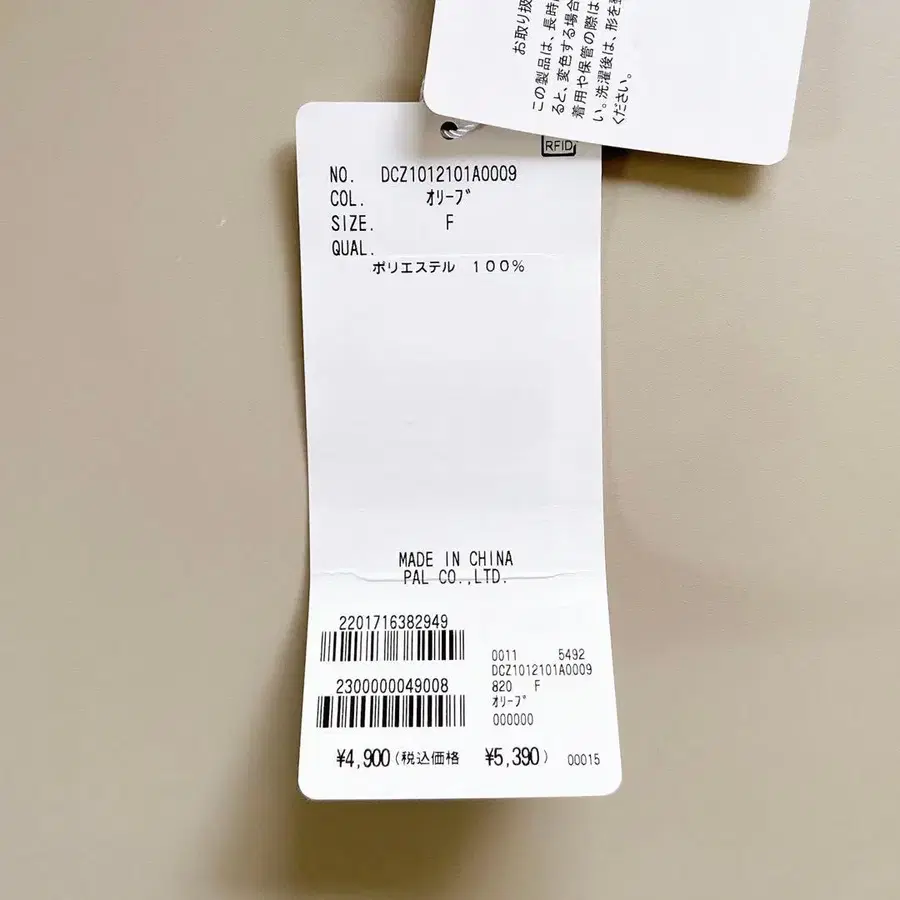 お取り扱
この製品は、長時
ると、変色する場合
着用や保管の際は
い。洗濯後は、形を
ください。
RFID
NO. DCZ1012101A0009
COL. オリーブ
SIZE. F
QUAL.
ポリエステル 100%
MADE IN CHINA
PAL CO.,LTD.
2201716382949
2300000049008
0011 5492
DCZ1012101A0009
820 F
オリーブ
000000
¥4,900(税込価格 ¥5,390) 00015